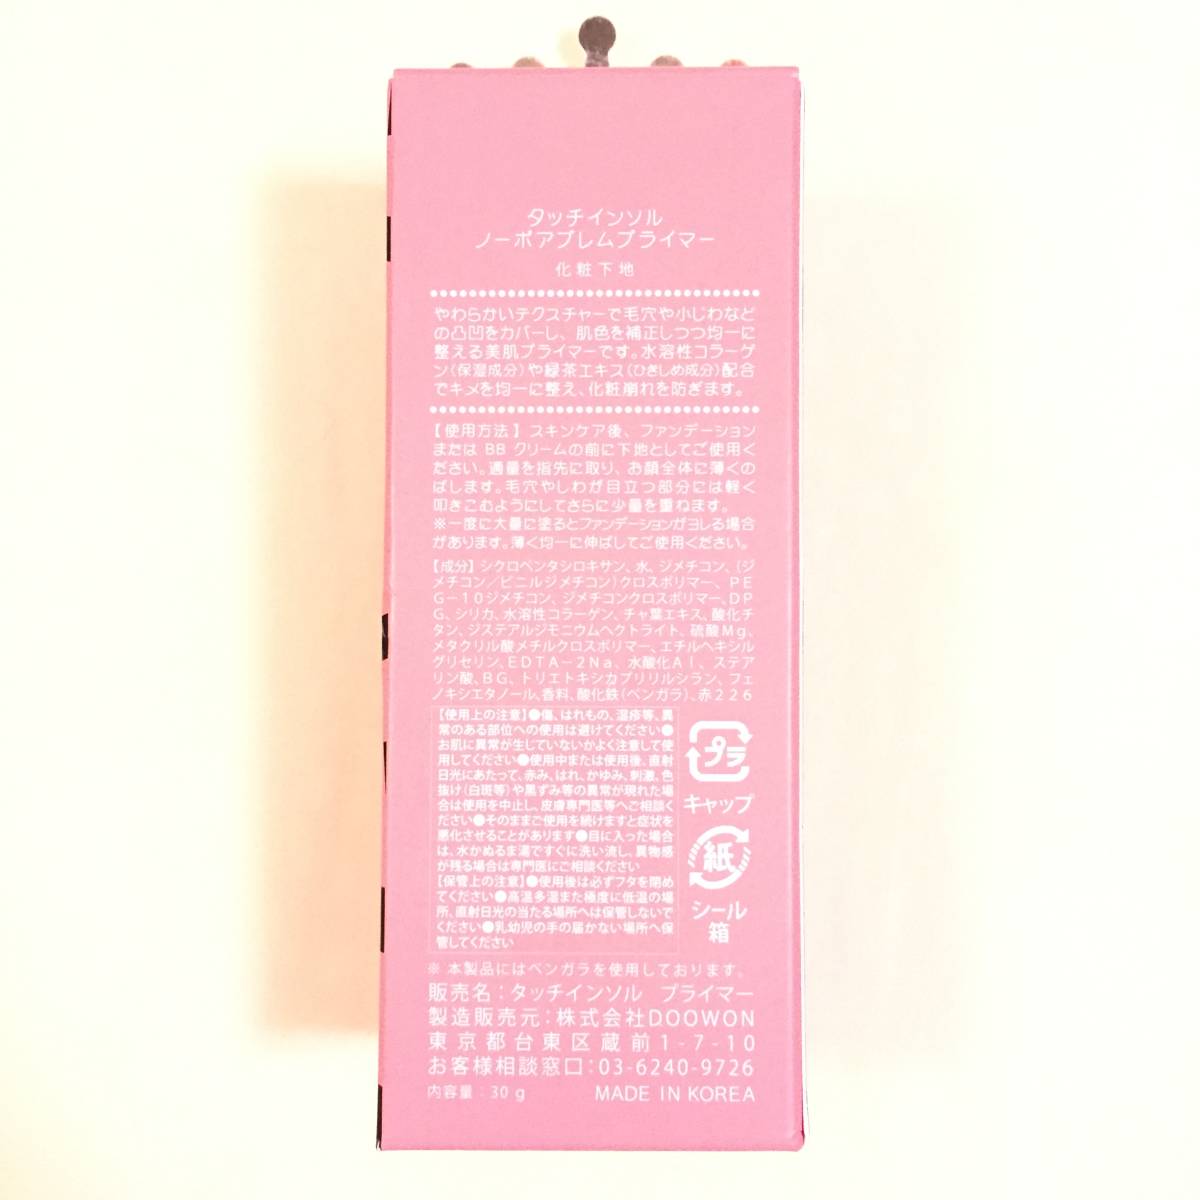 タッチインソル
ノーポアブレムプライマー
化粧下地
やわらかいテクスチャーで毛穴や小じわなど
の凸凹をカバーし、肌色を補正しつつ均一に
整える美肌プライマーです。水溶性コラーゲ
ン(保湿成分)や緑茶エキス(ひきしめ成分)配合
でキメを均一に整え、化粧崩れを防ぎます。
【使用方法】スキンケア後、ファンデーション
または BB クリームの前に下地としてご使用く
ださい。適量を指先に取り、お顔全体に薄くの
ばします。毛穴やしわが目立つ部分には軽く
叩きこむようにしてさらに少量を重ねます。
※一度に大量に塗るとファンデーションがヨレる場合
があります。薄く均一に伸ばしてご使用ください。
【成分】シクロペンタシロキサン、水、ジメチコン、(ジ
メチコン/ビニルジメチコン)クロスポリマー、PE
G-10ジメチコン、ジメチコンクロスポリマー、DP
G、シリカ、水溶性コラーゲン、チャ葉エキス、酸化チ
タン、ジステアルジモニウムヘクトライト、硫酸Mg、
メタクリル酸メチルクロスポリマー、エチルヘキシル
グリセリン、EDTA-2Na、水酸化Al、ステア
リン酸、BG、トリエトキシカプリリルシラン、フェ
ノキシエタノール、香料、酸化鉄(ベンガラ)、赤226
【使用上の注意】●傷、はれもの、湿疹等、異
常のある部位への使用は避けてください●
お肌に異常が生じていないかよく注意して使
用してください●使用中または使用後、直射
日光にあたって、赤み、はれ、かゆみ、刺激、色
抜け(白斑等)や黒ずみ等の異常が現れた場
合は使用を中止し、皮膚専門医等へご相談く
ださい●そのままご使用を続けますと症状を
悪化させることがあります●目に入った場合
は、水かぬるま湯ですぐに洗い流し、異物感
が残る場合は専門医にご相談ください
【保管上の注意】●使用後は必ずフタを閉め
てください●高温多湿また極度に低温の場
所、直射日光の当たる場所へは保管しないで
ください●乳幼児の手の届かない場所へ保
管してください
プラ
キャップ
紙
シール
箱
※ 本製品にはベンガラを使用しております。
販売名：タッチインソル プライマー
製造販売元：株式会社DOOWON
東京都台東区蔵前1-7-10
お客様相談窓口：03-6240-9726
内容量：30 g MADE IN KOREA